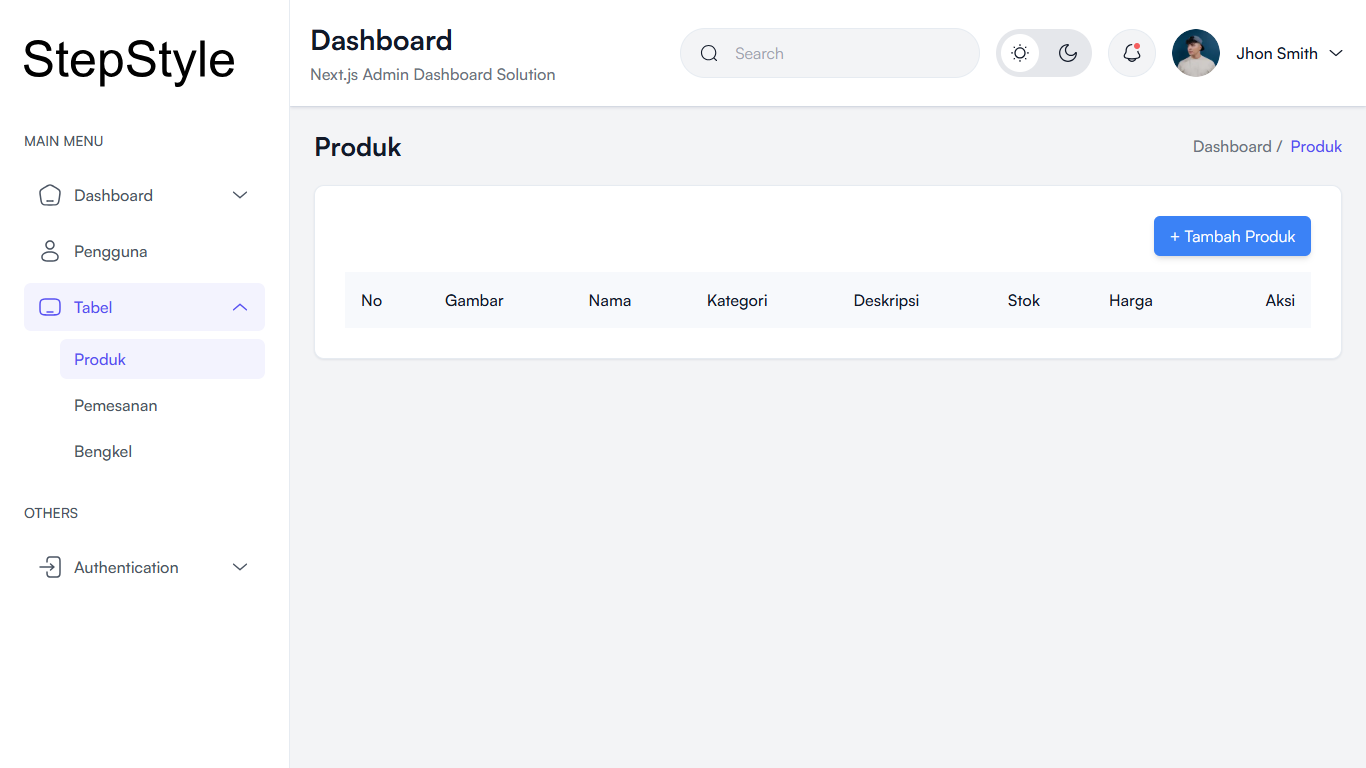 StepStyle
MAIN MENU
Dashboard
Pengguna
Tabel
Produk
Pemesanan
Bengkel
OTHERS
Authentication
Dashboard
Next.js Admin Dashboard Solution
Search
Jhon Smith
Produk
Dashboard / Produk
+ Tambah Produk
No Gambar Nama Kategori Deskripsi Stok Harga Aksi